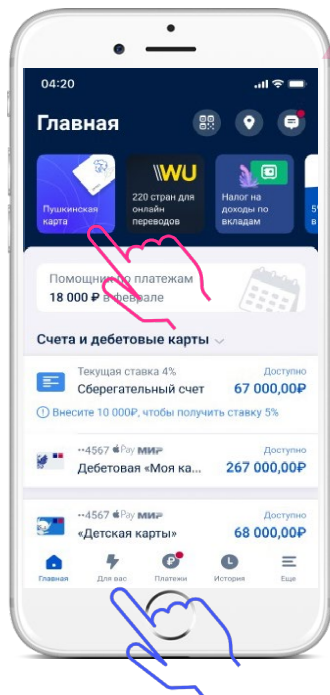 04:20
Главная
Пушкинская
карта
WU
220 стран для
онлайн
переводов
Налог на
доходы по
вкладам
5
в
Помощник по платежам
18 000 ₽ в феврале
Счета и дебетовые карты
Текущая ставка 4%
Доступно
Сберегательный счет
67 000,00₽
Внесите 10 000₽, чтобы получить ставку 5%
··4567 Pay МИР
Доступно
Дебетовая «Моя ка...
267 000,00₽
··4567 Pay МИР
Доступно
«Детская карты»
68 000,00₽
Главная
Для вас
Платежи
История
Еще